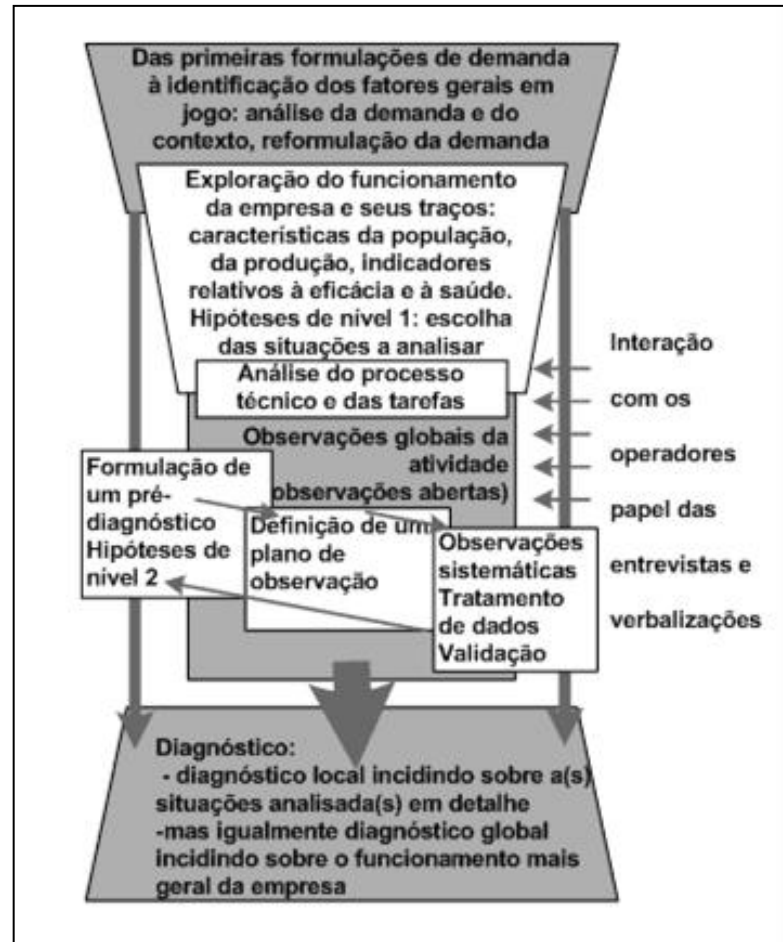 Das primeiras formulações de demanda
à identificação dos fatores gerais em
jogo: análise da demanda e do
contexto, reformulação da demanda
Exploração do funcionamento
da empresa e seus traços:
características da população,
da produção, indicadores
relativos à eficácia e à saúde.
Hipóteses de nível 1: escolha
das situações a analisar
Análise do processo
técnico e das tarefas
Observações globais da
atividade
observações abertas)
Formulação de
um pré-
diagnóstico
Hipóteses de
nível 2
Definição de um
plano de
observação
Observações
sistemáticas
Tratamento
de dados
Validação
Interação
com os
operadores
papel das
entrevistas e
verbalizações
Diagnóstico:
- diagnóstico local incidindo sobre a(s)
situações analisada(s) em detalhe
-mas igualmente diagnóstico global
incidindo sobre o funcionamento mais
geral da empresa